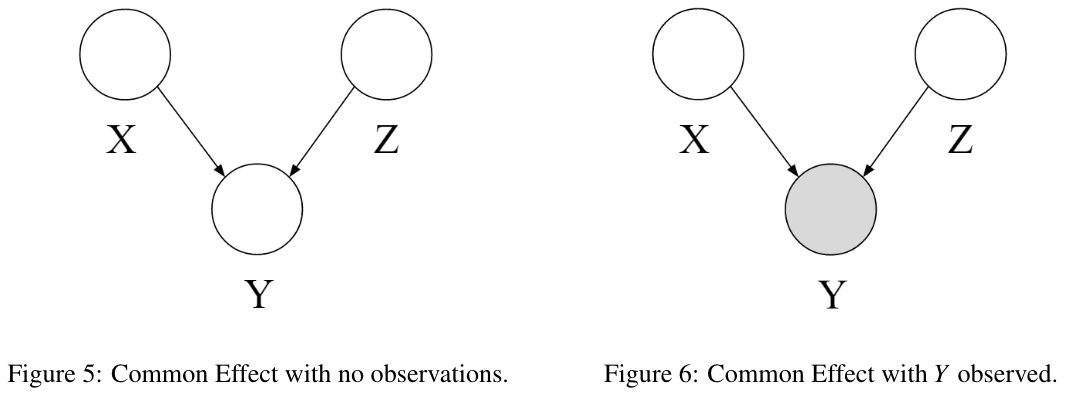 X
Z
Y
X
Z
Y
Figure 5: Common Effect with no observations.
Figure 6: Common Effect with Y observed.